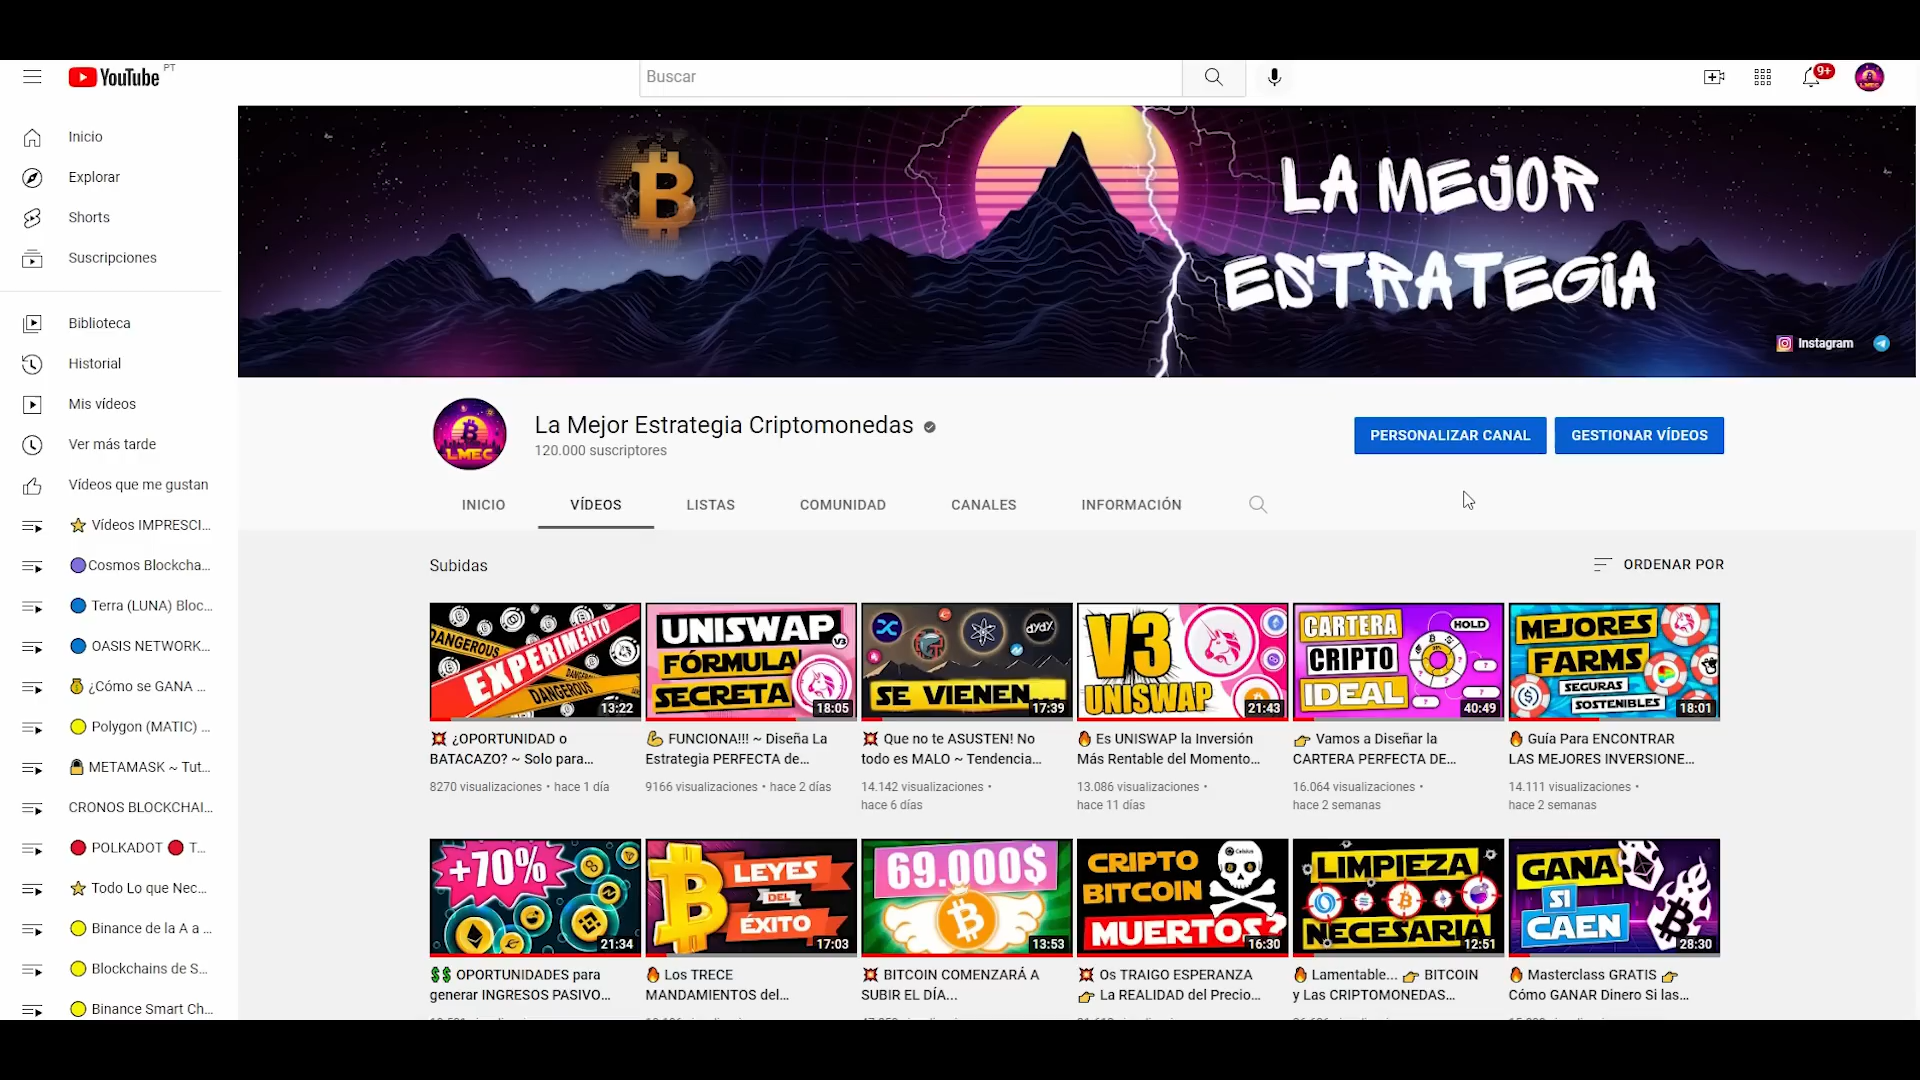 YouTube PT
Buscar
9+
Inicio
Explorar
Shorts
Suscripciones
Biblioteca
Historial
Mis vídeos
Ver más tarde
Vídeos que me gustan
Vídeos IMPRESCI...
Cosmos Blockcha...
Terra (LUNA) Bloc...
OASIS NETWORK...
¿Cómo se GANA ...
Polygon (MATIC) ...
METAMASK ~ Tut...
CRONOS BLOCKCHAI...
POLKADOT 🔴 T...
Todo Lo que Nec...
Binance de la A a ...
Blockchains de S...
Binance Smart Ch...
LA MEJOR
ESTRATEGIA
Instagram
LMEC
La Mejor Estrategia Criptomonedas
120.000 suscriptores
PERSONALIZAR CANAL
GESTIONAR VÍDEOS
INICIO
VÍDEOS
LISTAS
COMUNIDAD
CANALES
INFORMACIÓN
Subidas
ORDENAR POR
DANGEROUS
EXPERIMENTO
DANGEROUS
13:22
💥 ¿OPORTUNIDAD o
BATACAZO? ~ Solo para...
8270 visualizaciones • hace 1 día
UNISWAP V3
FÓRMULA
SECRETA
18:05
💪 FUNCIONA!!! ~ Diseña La
Estrategia PERFECTA de...
9166 visualizaciones • hace 2 días
dYdX
SE VIENEN...
17:39
💥 Que no te ASUSTEN! No
todo es MALO ~ Tendencia...
14.142 visualizaciones •
hace 6 días
V3
UNISWAP
21:43
🔥 Es UNISWAP la Inversión
Más Rentable del Momento...
13.086 visualizaciones •
hace 11 días
CARTERA
CRIPTO
IDEAL
HOLD
40:49
👉 Vamos a Diseñar la
CARTERA PERFECTA DE...
16.064 visualizaciones •
hace 2 semanas
MEJORES
FARMS
SEGURAS
SOSTENIBLES
18:01
🔥 Guía Para ENCONTRAR
LAS MEJORES INVERSIONE...
14.111 visualizaciones •
hace 2 semanas
+70%
21:34
💲💲 OPORTUNIDADES para
generar INGRESOS PASIVO...
LEYES
DEL
ÉXITO
17:03
🔥 Los TRECE
MANDAMIENTOS del...
69.000$
13:53
💥 BITCOIN COMENZARÁ A
SUBIR EL DÍA...
CRIPTO
BITCOIN
MUERTOS?
Celsius
16:30
💥 Os TRAIGO ESPERANZA
👉 La REALIDAD del Precio...
LIMPIEZA
NECESARIA
12:51
🔥 Lamentable... 👉 BITCOIN
y Las CRIPTOMONEDAS...
GANA
SI
CAEN
28:30
🔥 Masterclass GRATIS 👉
Cómo GANAR Dinero Si las...